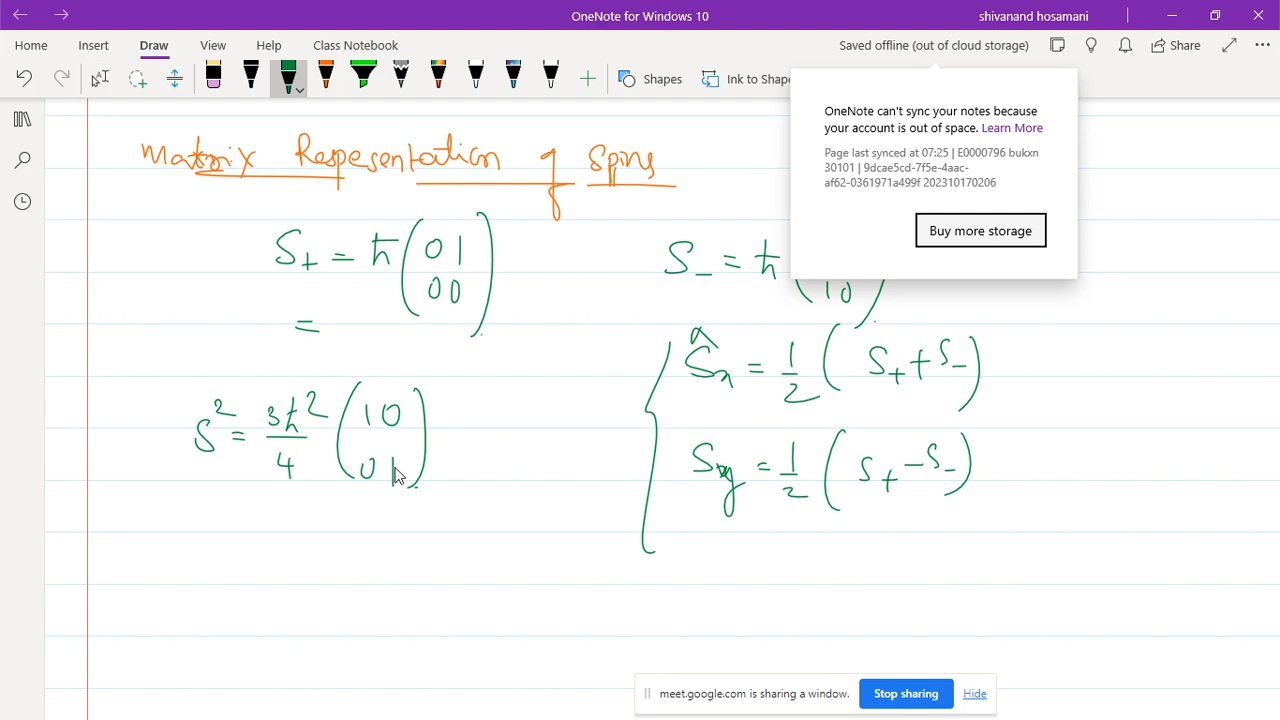 OneNote for Windows 10
shivanand hosamani
Home Insert Draw View Help Class Notebook
Saved offline (out of cloud storage)
Share
Shapes
Ink to Shape
OneNote can't sync your notes because
your account is out of space. Learn More
Page last synced at 07:25 | E0000796 bukxn
30101 | 9dcae5cd-7f5e-4aac-
af62-0361971a499f 202310170206
Buy more storage
Matrix Respesentation of Spins
S₊ = ħ (0 1
0 0)
S₋ = ħ
1 0)
=
Ŝx = 1/2 (S₊ + S₋)
S² = 3ħ²/4 (1 0
0 1)
Sy = 1/2 (S₊ − S₋)
meet.google.com is sharing a window. Stop sharing Hide